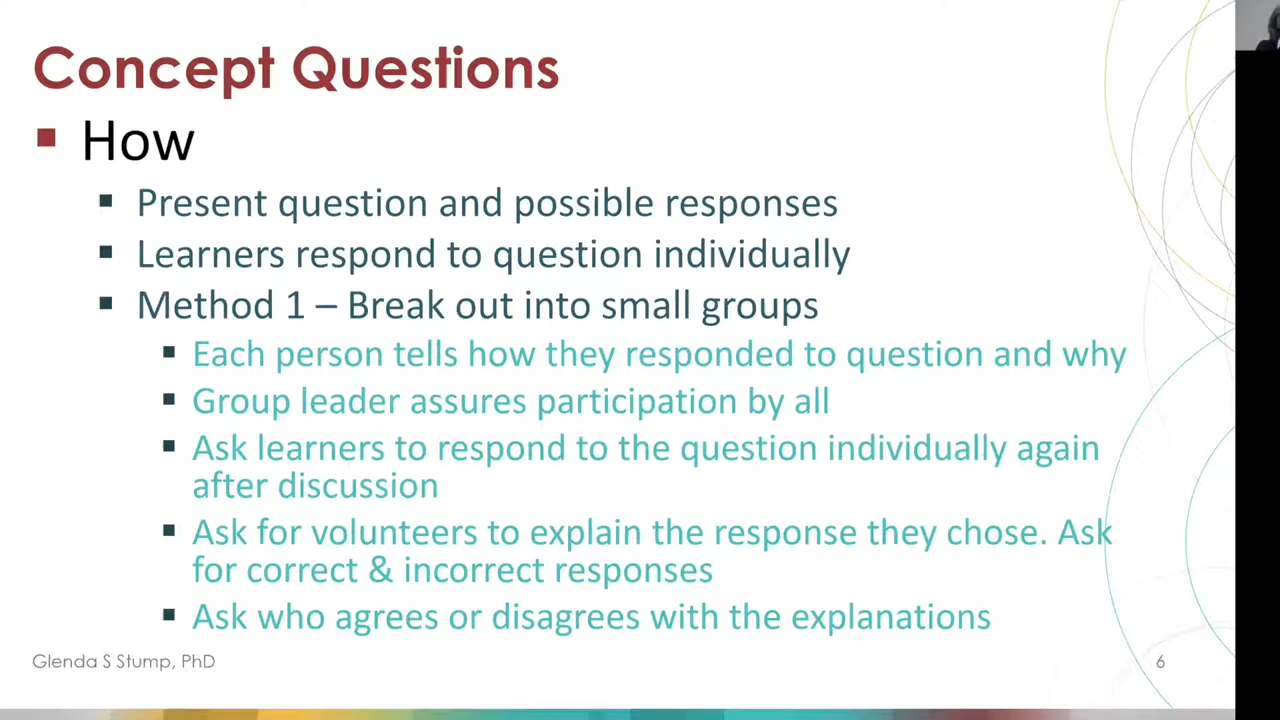 Concept Questions
▪ How
▪ Present question and possible responses
▪ Learners respond to question individually
▪ Method 1 – Break out into small groups
▪ Each person tells how they responded to question and why
▪ Group leader assures participation by all
▪ Ask learners to respond to the question individually again
after discussion
▪ Ask for volunteers to explain the response they chose. Ask
for correct & incorrect responses
▪ Ask who agrees or disagrees with the explanations
Glenda S Stump, PhD
6